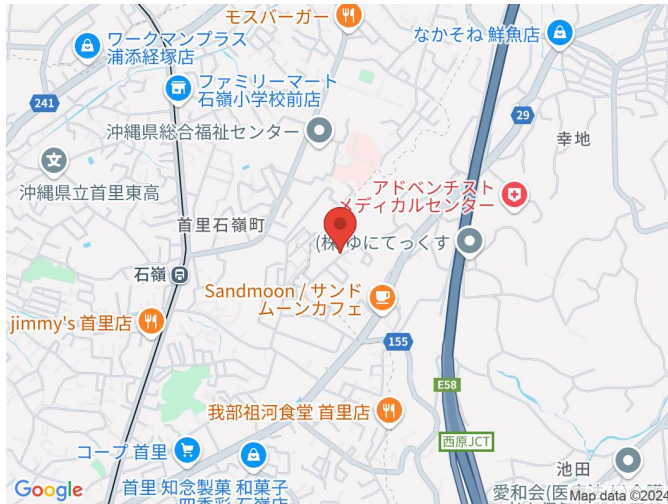 モスバーガー
ワークマンプラス
浦添経塚店
なかそね 鮮魚店
ファミリーマート
石嶺小学校前店
241
29
沖縄県総合福祉センター
幸地
沖縄県立首里東高
アドベンチスト
メディカルセンター
首里石嶺町
(株)ゆにてっくす
石嶺
Sandmoon / サンド
ムーンカフェ
jimmy's 首里店
155
E58
我部祖河食堂 首里店
西原JCT
コープ 首里
池田
首里 知念製菓 和菓子
四季彩 石嶺店
Google
愛和会(医
Map data ©2024